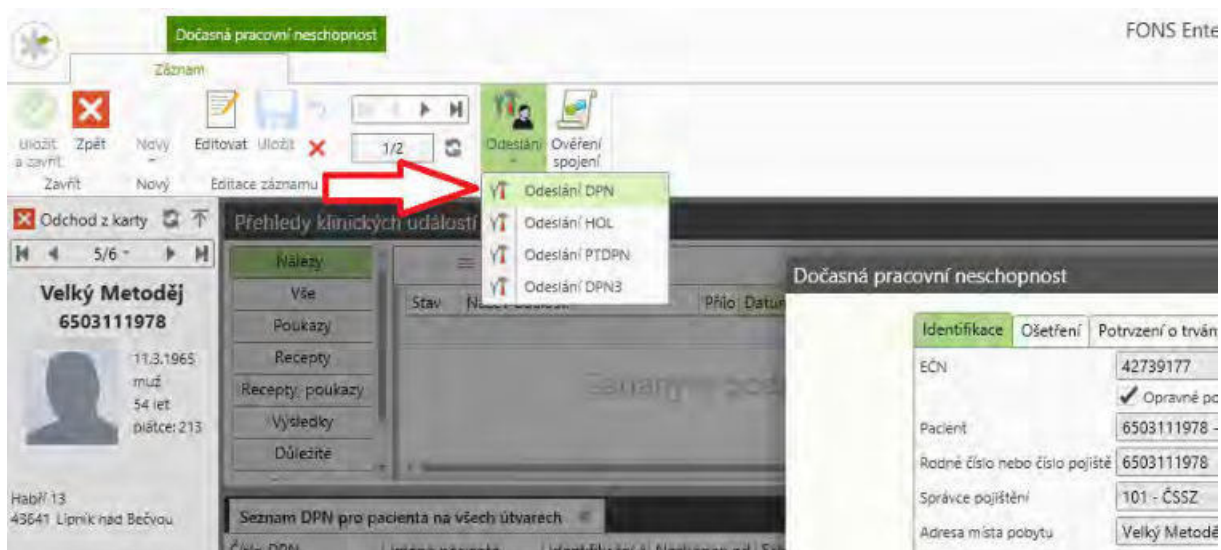 Dočasná pracovní neschopnost
FONS Ente
Záznam
Uložit a zavřít
Zpět
Nový
Editovat
Uložit
1/2
Odeslání
Ověření spojení
Zavřít
Nový
Editace záznamu
Odeslání DPN
Odeslání HOL
Odeslání PTDPN
Odeslání DPN3
Odchod z karty
5/6
Velký Metoděj
6503111978
11.3.1965
muž
54 let
plátce: 213
Habří 13
43641 Lipník nad Bečvou
Přehledy klinických událostí
Nálezy
Vše
Poukazy
Recepty
Recepty, poukazy
Výsledky
Důležité
Stav
Přílo
Datum
Seznam DPN pro pacienta na všech útvarech
Číslo DPN
Dočasná pracovní neschopnost
Identifikace
Ošetření
Potvrzení o trván
EČN
42739177
Opravné po
Pacient
6503111978 -
Rodné číslo nebo číslo pojiště
6503111978
Správce pojištění
101 - ČSSZ
Adresa místa pobytu
Velký Metodě